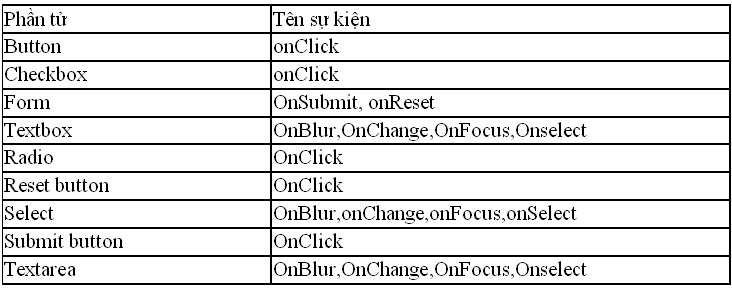 Phần tử Tên sự kiện
Button onClick
Checkbox onClick
Form OnSubmit, onReset
Textbox OnBlur,OnChange,OnFocus,Onselect
Radio OnClick
Reset button OnClick
Select OnBlur,onChange,onFocus,onSelect
Submit button OnClick
Textarea OnBlur,OnChange,OnFocus,Onselect